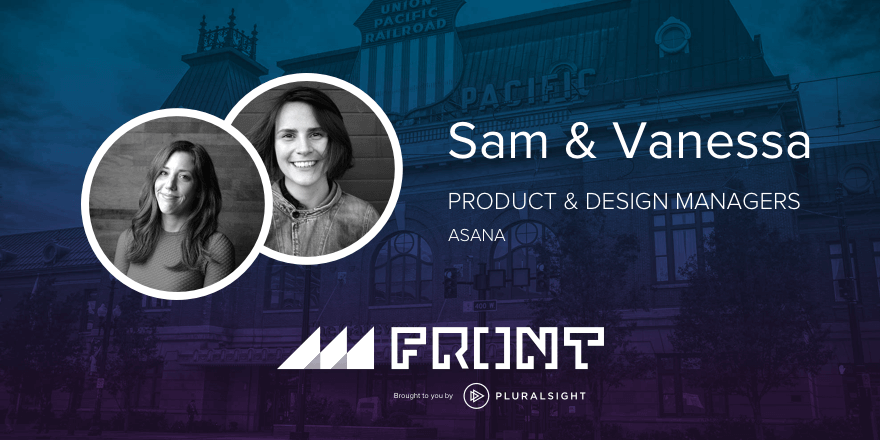 UNION
PACIFIC
RAILROAD
PACIFIC
Sam & Vanessa
PRODUCT & DESIGN MANAGERS
ASANA
FRONT
Brought to you by
PLURALSIGHT